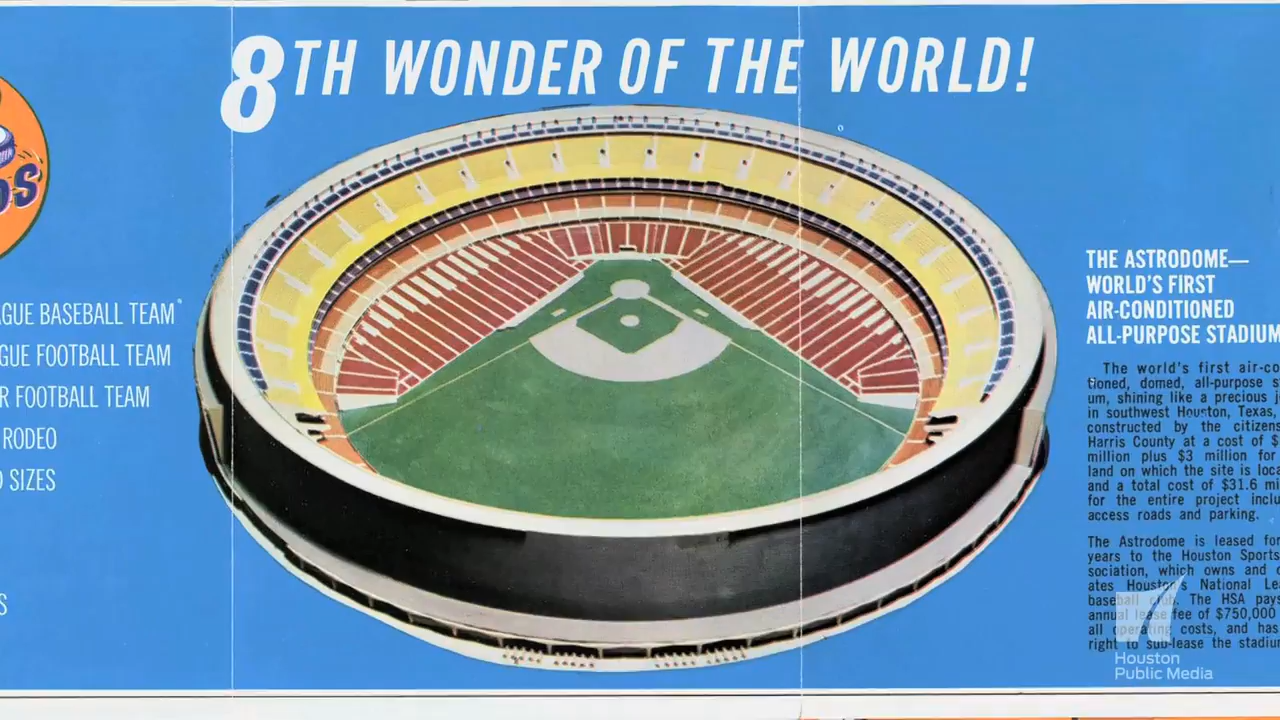 8TH WONDER OF THE WORLD!
OS
GUE BASEBALL TEAM*
GUE FOOTBALL TEAM
R FOOTBALL TEAM
RODEO
SIZES
S
THE ASTRODOME—
WORLD'S FIRST
AIR-CONDITIONED
ALL-PURPOSE STADIUM
The world's first air-co
tioned, domed, all-purpose s
um, shining like a precious j
in southwest Houston, Texas,
constructed by the citizens
Harris County at a cost of $
million plus $3 million for
land on which the site is loca
and a total cost of $31.6 mi
for the entire project inclu
access roads and parking.
The Astrodome is leased for
years to the Houston Sports
sociation, which owns and o
ates Houston's National Lea
baseball club. The HSA pays
annual lease fee of $750,000
all operating costs, and has
right to sub-lease the stadiu
Houston
Public Media